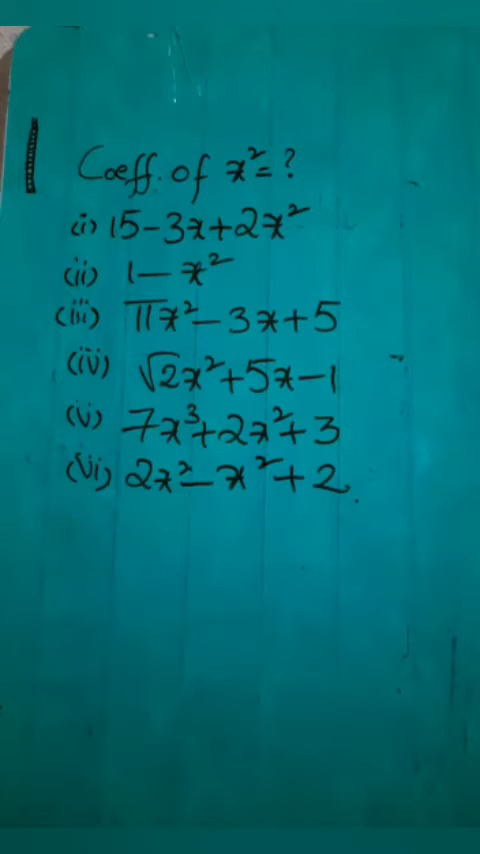 Coeff. of x²= ?
(i) 15-3x+2x²
(ii) 1-x²
(iii) πx²-3x+5
(iv) √2x²+5x-1
(v) 7x³+2x²+3
(vi) 2x²-x²+2.